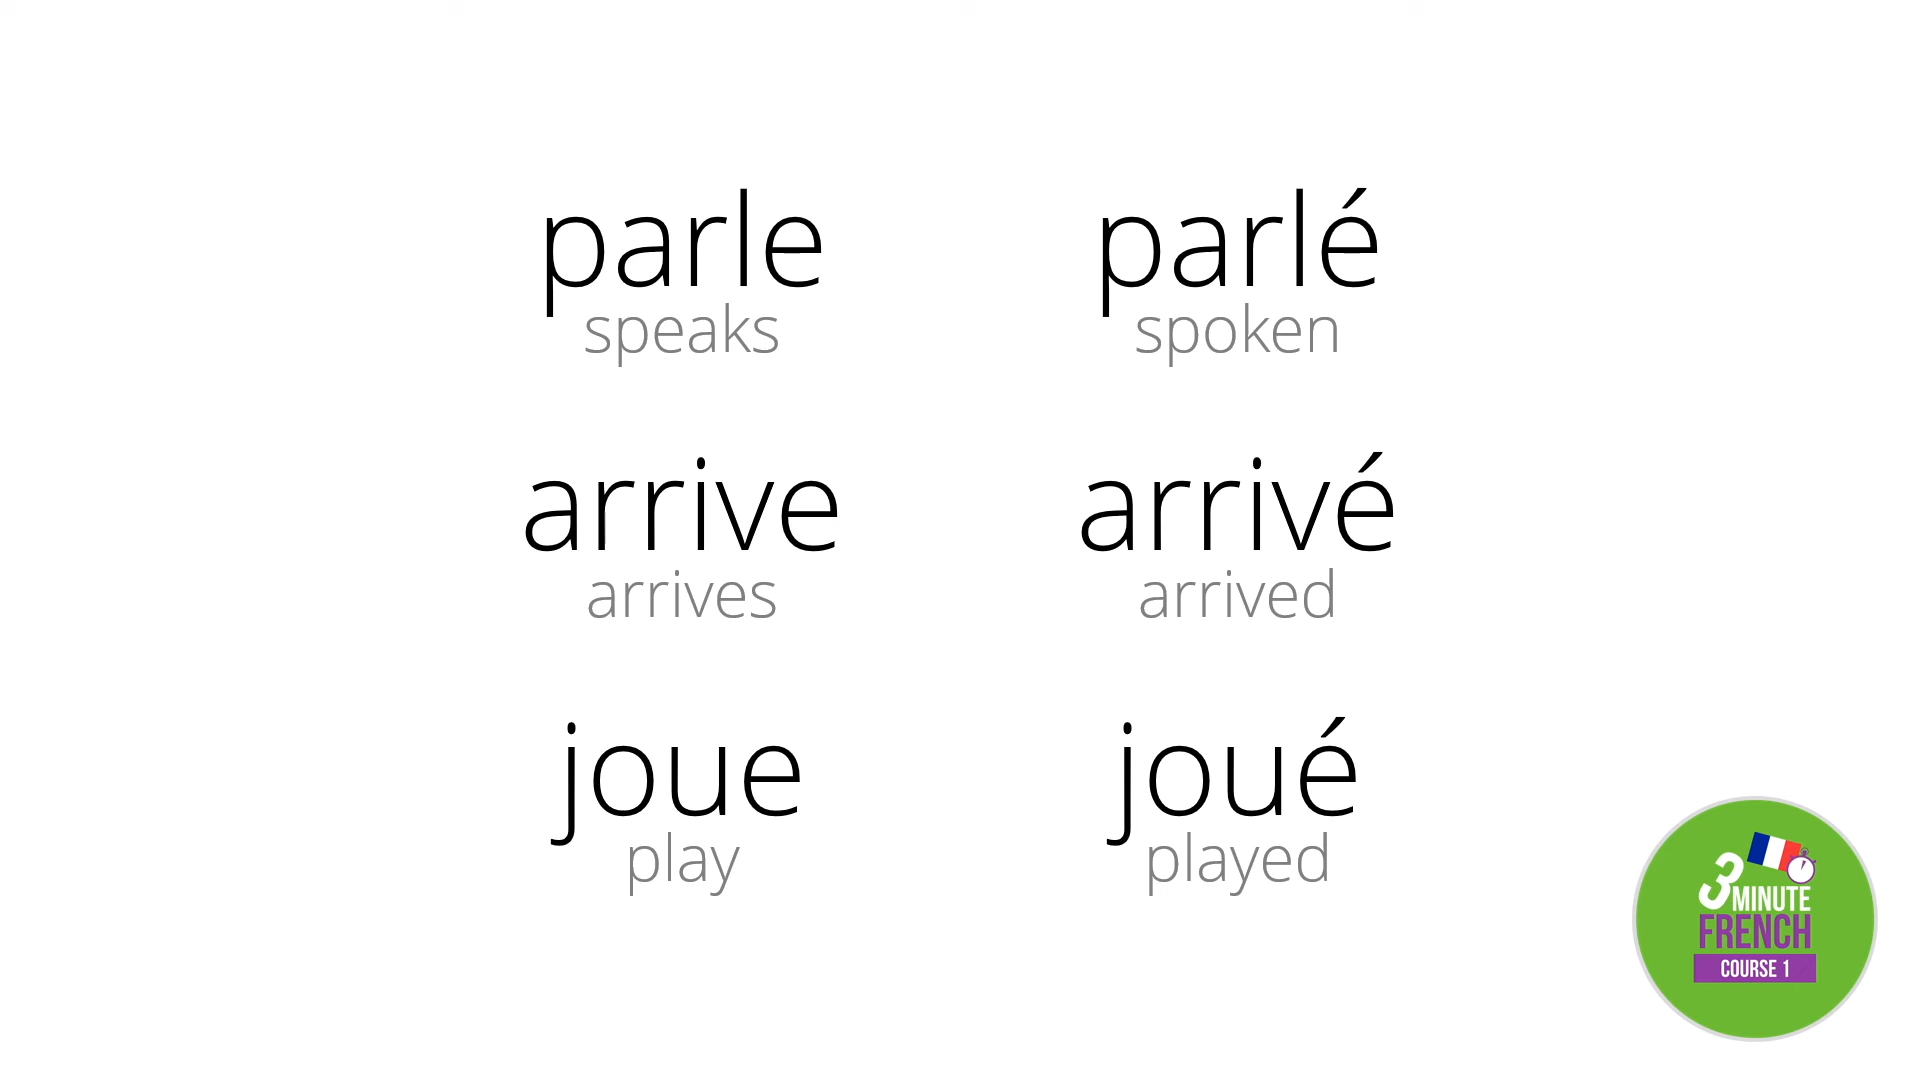 parle parlé
speaks spoken
arrive arrivé
arrives arrived
joue joué
play played
3 MINUTE
FRENCH
COURSE 1